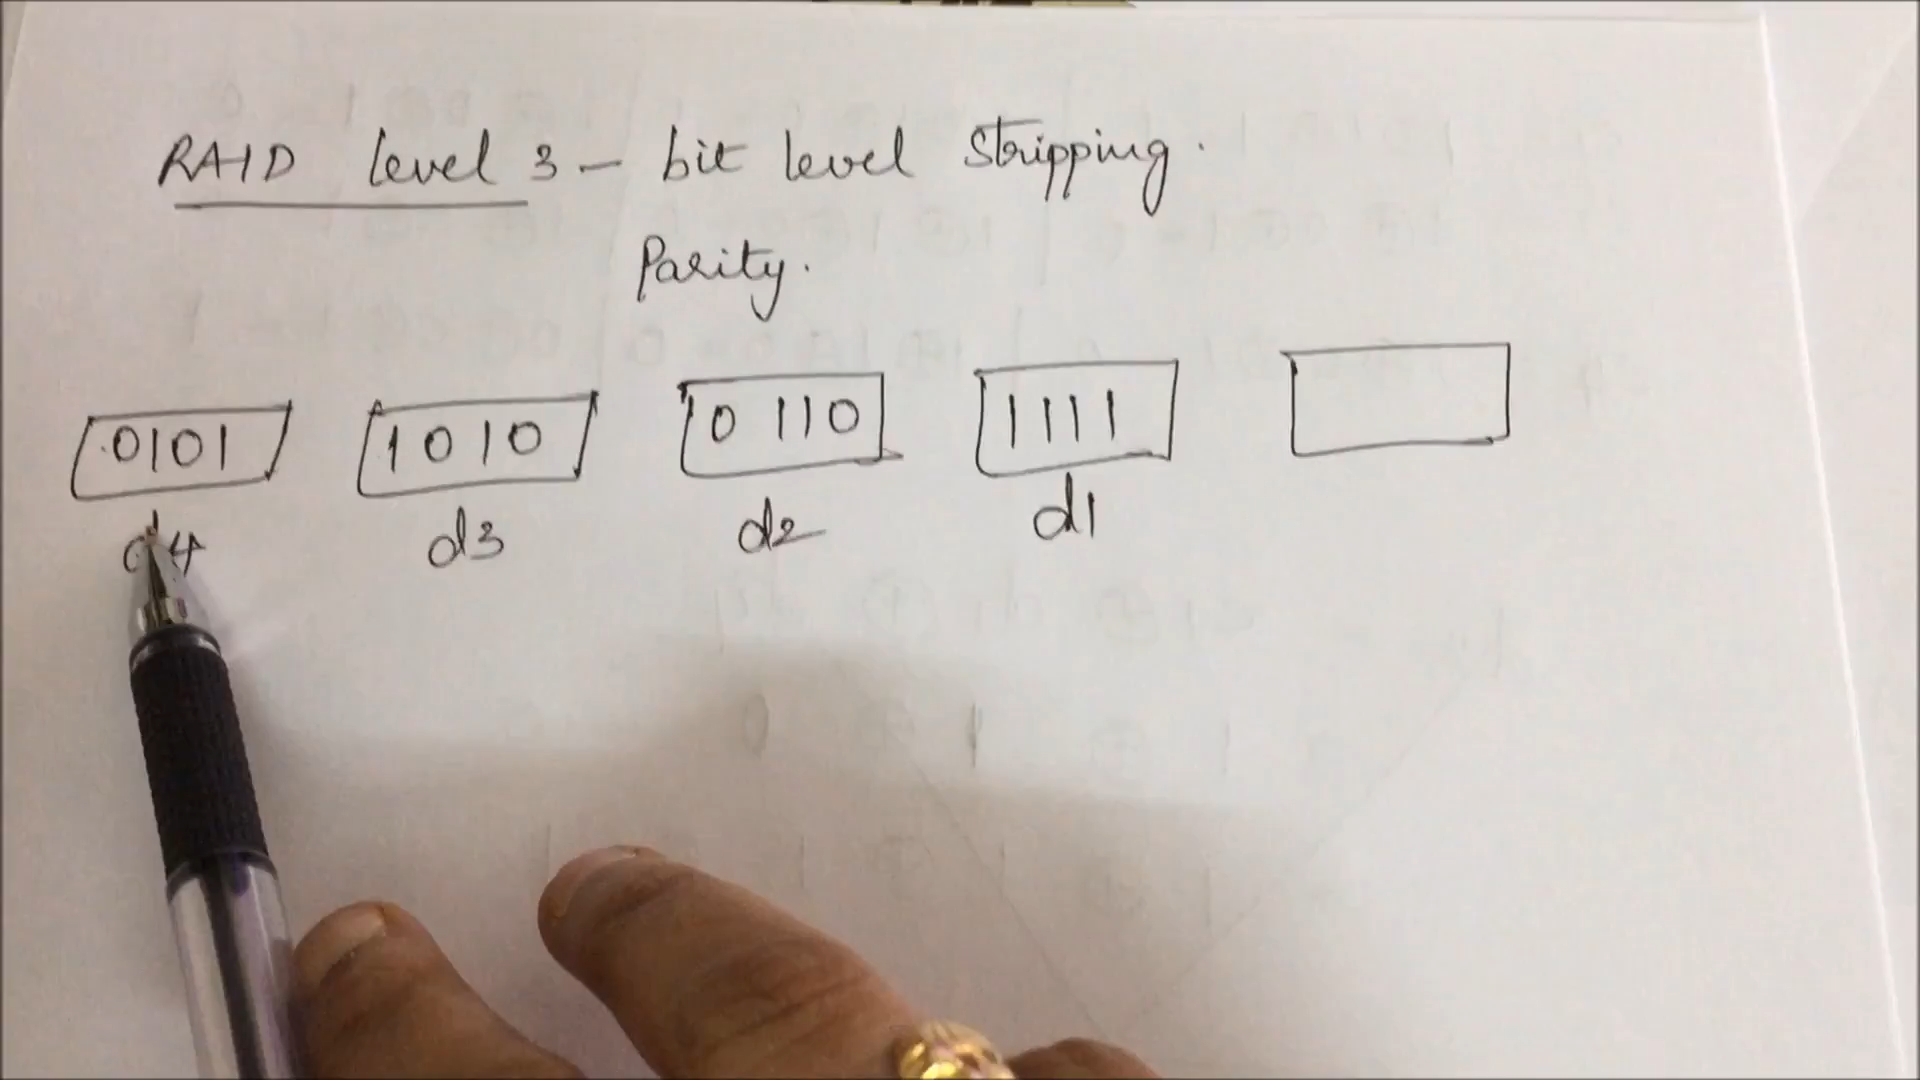 RAID level 3 - bit level Stripping.
Parity.
0101 1010 0110 1111
d4 d3 d2 d1